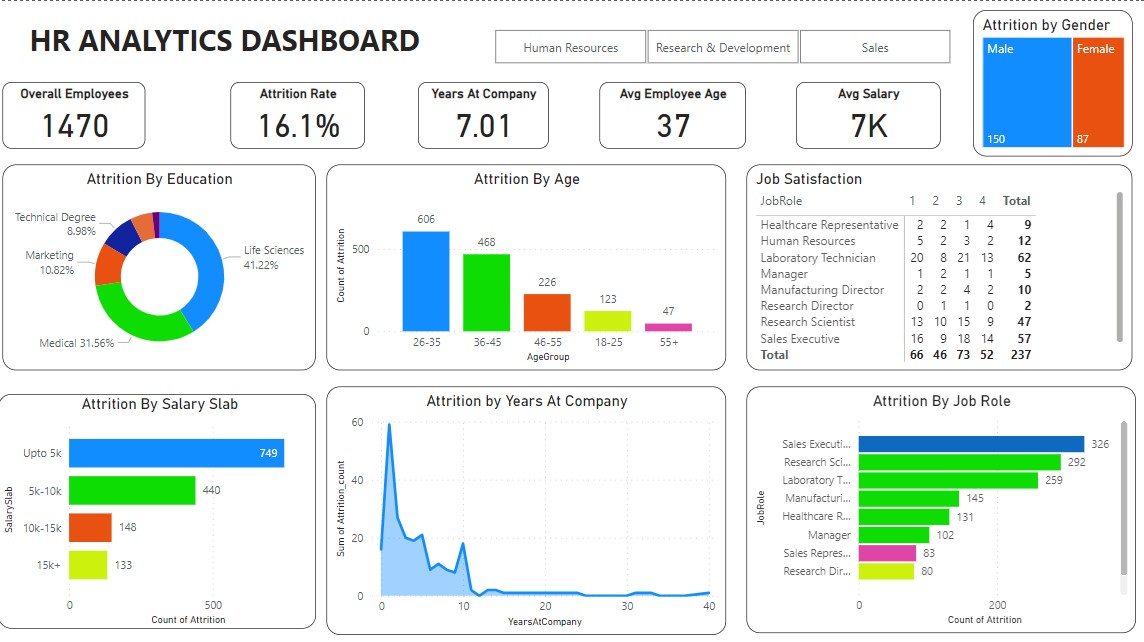 HR ANALYTICS DASHBOARD
Human Resources
Research & Development
Sales
Attrition by Gender
Male
Female
150
87
Overall Employees
1470
Attrition Rate
16.1%
Years At Company
7.01
Avg Employee Age
37
Avg Salary
7K
Attrition By Education
Technical Degree
8.98%
Marketing
10.82%
Life Sciences
41.22%
Medical 31.56%
Attrition By Age
Count of Attrition
500
0
606
468
226
123
47
26-35
36-45
46-55
18-25
55+
AgeGroup
Job Satisfaction
JobRole 1 2 3 4 Total
Healthcare Representative 2 2 1 4 9
Human Resources 5 2 3 2 12
Laboratory Technician 20 8 21 13 62
Manager 1 2 1 1 5
Manufacturing Director 2 2 4 2 10
Research Director 0 1 1 0 2
Research Scientist 13 10 15 9 47
Sales Executive 16 9 18 14 57
Total 66 46 73 52 237
Attrition By Salary Slab
SalarySlab
Upto 5k 749
5k-10k 440
10k-15k 148
15k+ 133
0 500
Count of Attrition
Attrition by Years At Company
Sum of Attrition_count
60
40
20
0
0 10 20 30 40
YearsAtCompany
Attrition By Job Role
JobRole
Sales Executi... 326
Research Sci... 292
Laboratory T... 259
Manufacturi... 145
Healthcare R... 131
Manager 102
Sales Repres... 83
Research Dir... 80
0 200
Count of Attrition